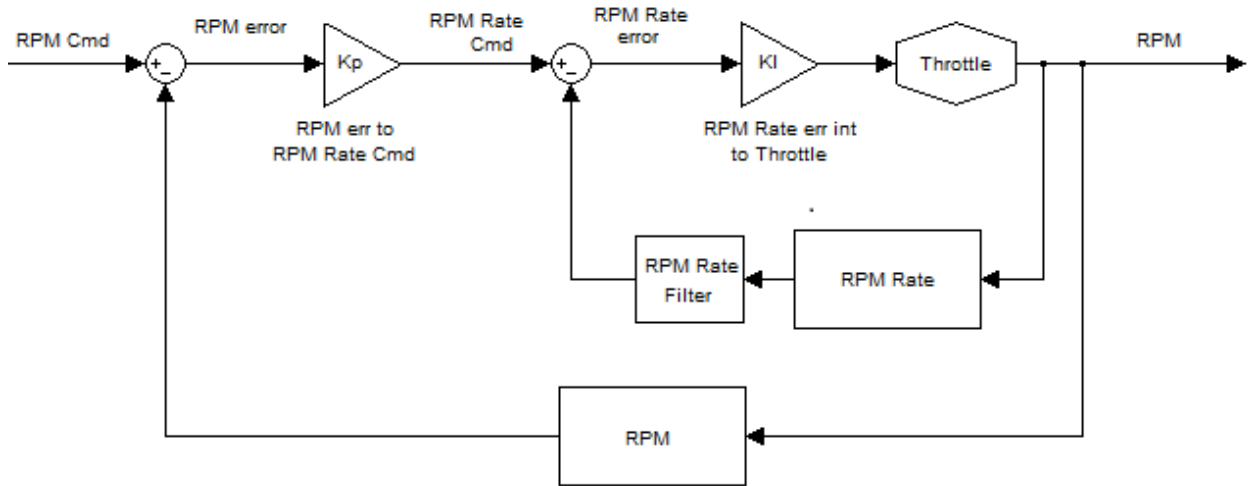 RPM Cmd
RPM error
Kp
RPM err to
RPM Rate Cmd
RPM Rate
Cmd
RPM Rate
error
KI
RPM Rate err int
to Throttle
Throttle
RPM
RPM Rate
Filter
RPM Rate
RPM